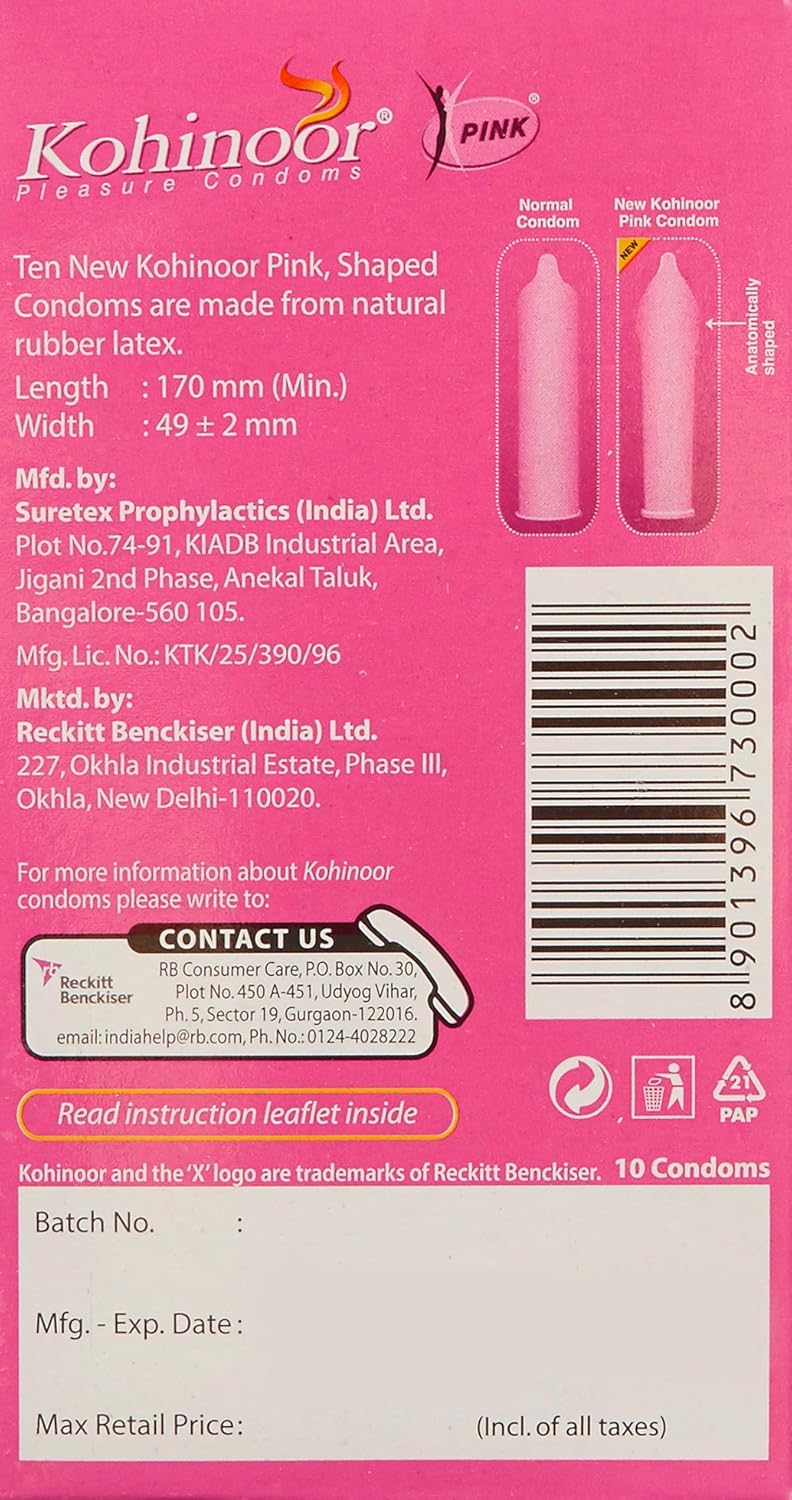 Kohinoor®
Pleasure Condoms
PINK®
Normal
Condom
New Kohinoor
Pink Condom
NEW
Anatomically
shaped
Ten New Kohinoor Pink, Shaped
Condoms are made from natural
rubber latex.
Length : 170 mm (Min.)
Width : 49 ± 2 mm
Mfd. by:
Suretex Prophylactics (India) Ltd.
Plot No.74-91, KIADB Industrial Area,
Jigani 2nd Phase, Anekal Taluk,
Bangalore-560 105.
Mfg. Lic. No.: KTK/25/390/96
Mktd. by:
Reckitt Benckiser (India) Ltd.
227, Okhla Industrial Estate, Phase III,
Okhla, New Delhi-110020.
8 901396 730002
For more information about Kohinoor
condoms please write to:
CONTACT US
rb
Reckitt
Benckiser
RB Consumer Care, P.O. Box No. 30,
Plot No. 450 A-451, Udyog Vihar,
Ph. 5, Sector 19, Gurgaon-122016.
email: indiahelp@rb.com, Ph. No.: 0124-4028222
21
PAP
Read instruction leaflet inside
Kohinoor and the 'X' logo are trademarks of Reckitt Benckiser. 10 Condoms
Batch No. :
Mfg. - Exp. Date :
Max Retail Price: (Incl. of all taxes)